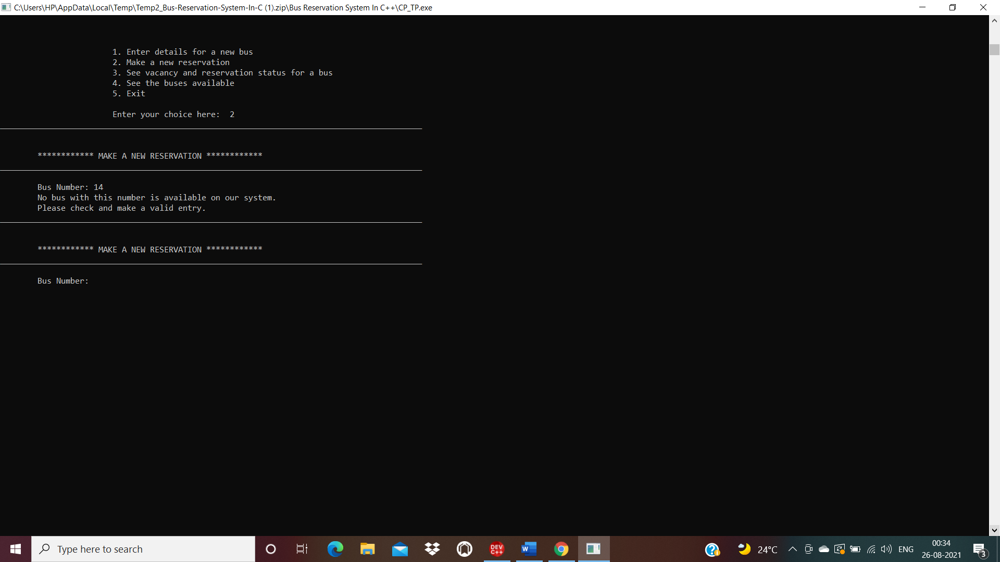 C:\Users\HP\AppData\Local\Temp\Temp2_Bus-Reservation-System-In-C (1).zip\Bus Reservation System In C++\CP_TP.exe
1. Enter details for a new bus
2. Make a new reservation
3. See vacancy and reservation status for a bus
4. See the buses available
5. Exit
Enter your choice here:  2
************ MAKE A NEW RESERVATION ************
Bus Number: 14
No bus with this number is available on our system.
Please check and make a valid entry.
************ MAKE A NEW RESERVATION ************
Bus Number:
Type here to search
DEV
C++
W
24°C
ENG
00:34
26-08-2021
3